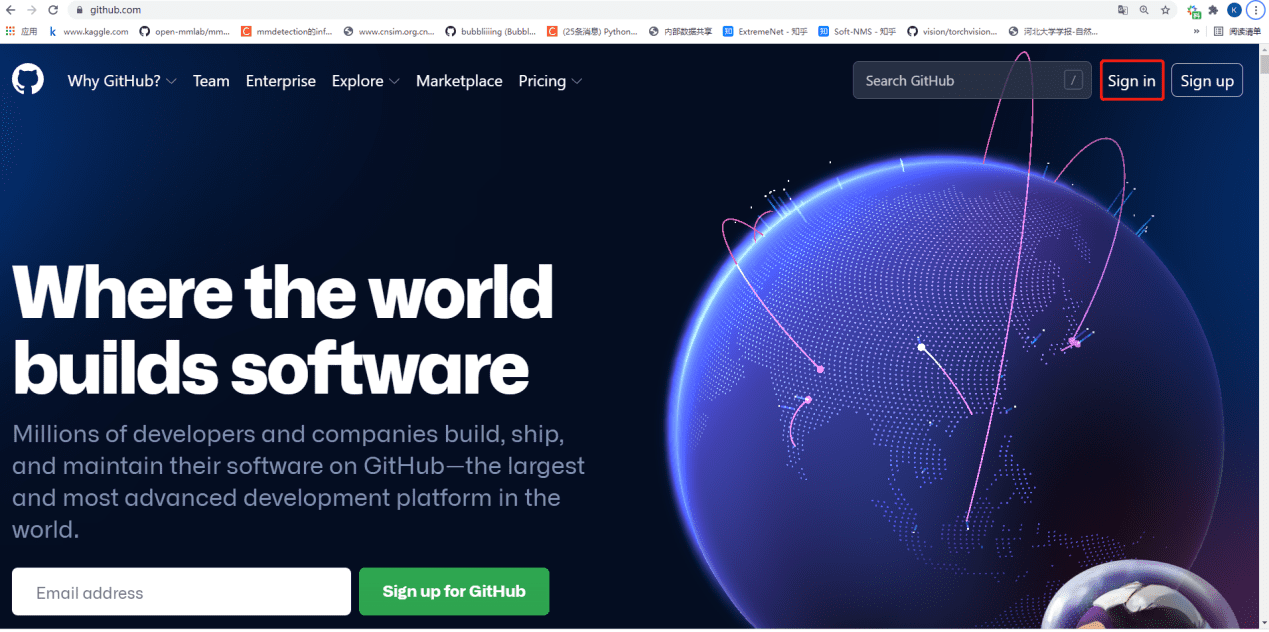 github.com
K
应用
k www.kaggle.com
open-mmlab/mm...
mmdetection的inf...
www.cnsim.org.cn...
bubbliiiing (Bubbl...
(25条消息) Python...
内部数据共享
知 ExtremeNet - 知乎
知 Soft-NMS - 知乎
vision/torchvision...
河北大学学报-自然...
»
阅读清单
Why GitHub?
Team
Enterprise
Explore
Marketplace
Pricing
Search GitHub
/
Sign in
Sign up
Where the world
builds software
Millions of developers and companies build, ship,
and maintain their software on GitHub—the largest
and most advanced development platform in the
world.
Email address
Sign up for GitHub